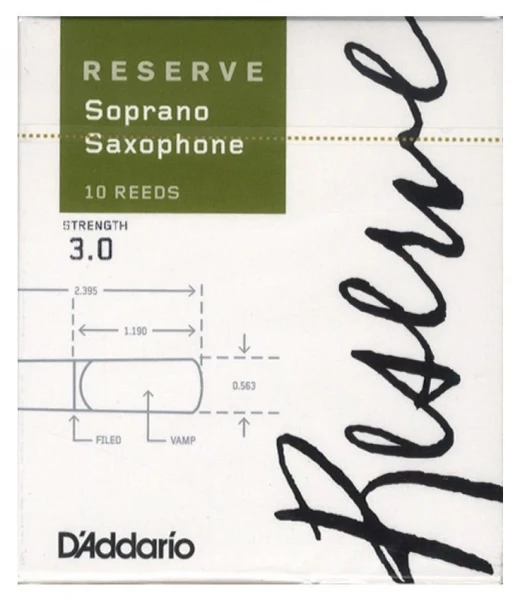 RESERVE
Soprano
Saxophone
10 REEDS
STRENGTH
3.0
2.395
1.190
0.563
FILED
VAMP
D'Addario
Reserve